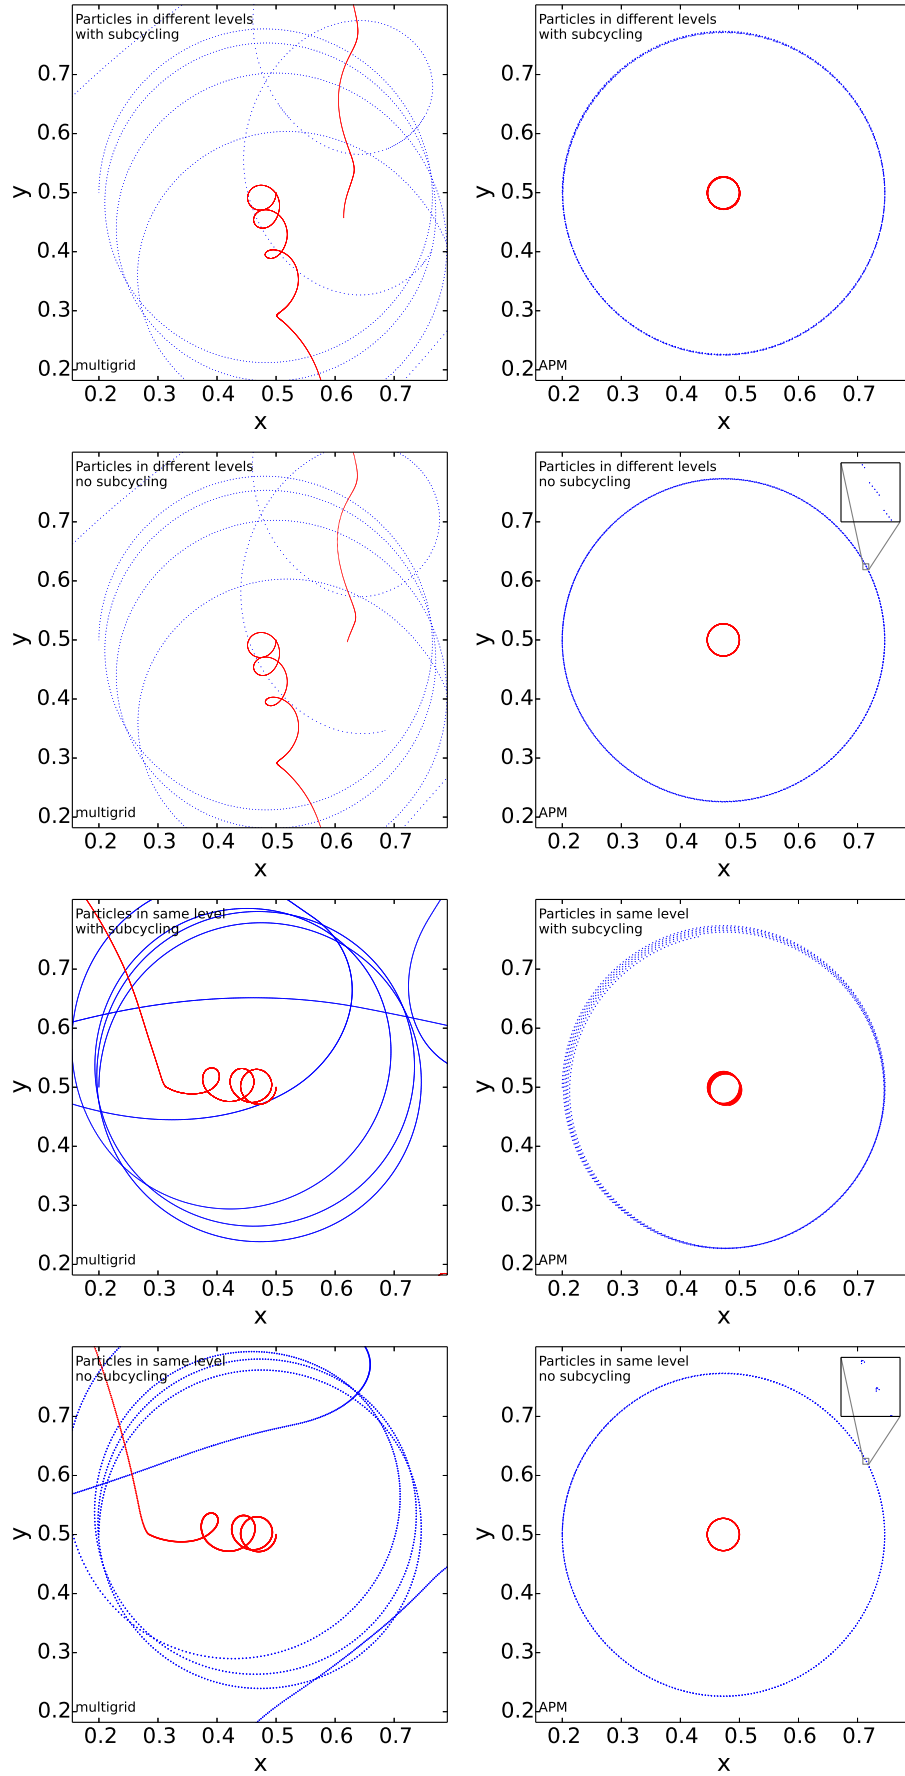 Particles in different levels
with subcycling
0.7
0.6
0.5
0.4
0.3
0.2
y
multigrid
0.2 0.3 0.4 0.5 0.6 0.7
x
Particles in different levels
with subcycling
0.7
0.6
0.5
0.4
0.3
0.2
y
APM
0.2 0.3 0.4 0.5 0.6 0.7
x
Particles in different levels
no subcycling
0.7
0.6
0.5
0.4
0.3
0.2
y
multigrid
0.2 0.3 0.4 0.5 0.6 0.7
x
Particles in different levels
no subcycling
0.7
0.6
0.5
0.4
0.3
0.2
y
APM
0.2 0.3 0.4 0.5 0.6 0.7
x
Particles in same level
with subcycling
0.7
0.6
0.5
0.4
0.3
0.2
y
multigrid
0.2 0.3 0.4 0.5 0.6 0.7
x
Particles in same level
with subcycling
0.7
0.6
0.5
0.4
0.3
0.2
y
APM
0.2 0.3 0.4 0.5 0.6 0.7
x
Particles in same level
no subcycling
0.7
0.6
0.5
0.4
0.3
0.2
y
multigrid
0.2 0.3 0.4 0.5 0.6 0.7
x
Particles in same level
no subcycling
0.7
0.6
0.5
0.4
0.3
0.2
y
APM
0.2 0.3 0.4 0.5 0.6 0.7
x